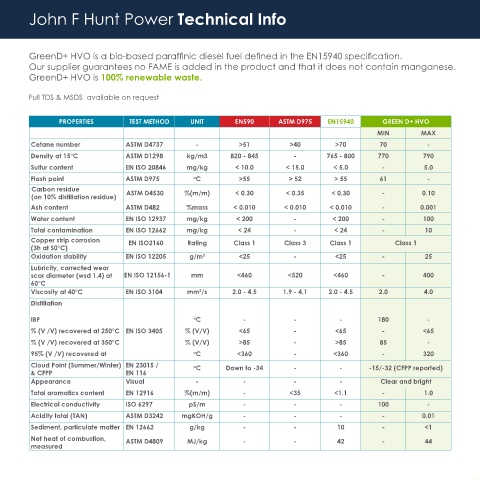 John F Hunt Power Technical Info
GreenD+ HVO is a bio-based paraffinic diesel fuel defined in the EN15940 specification.
Our supplier guarantees no FAME is added in the product and that it does not contain manganese.
GreenD+ HVO is 100% renewable waste.
Full TDS & MSDS available on request
PROPERTIES TEST METHOD UNIT EN590 ASTM D975 EN15940 GREEN D+ HVO
MIN MAX
Cetane number ASTM D4737 - >51 >40 >70 70 -
Density at 15°C ASTM D1298 kg/m3 820 - 845 - 765 - 800 770 790
Sulfur content EN ISO 20846 mg/kg < 10.0 < 15.0 < 5.0 - 5.0
Flash point ASTM D975 °C >55 > 52 > 55 61 -
Carbon residue
(on 10% distillation residue) ASTM D4530 %(m/m) < 0.30 < 0.35 < 0.30 - 0.10
Ash content ASTM D482 %mass < 0.010 < 0.010 < 0.010 - 0.001
Water content EN ISO 12937 mg/kg < 200 - < 200 - 100
Total contamination EN ISO 12662 mg/kg < 24 - < 24 - 10
Copper strip corrosion
(3h at 50°C) EN ISO2160 Rating Class 1 Class 3 Class 1 Class 1
Oxidation stability EN ISO 12205 g/m³ <25 - <25 - 25
Lubricity, corrected wear
scar diameter (wsd 1.4) at
60°C EN ISO 12156-1 mm <460 <520 <460 - 400
Viscosity at 40°C EN ISO 3104 mm²/s 2.0 - 4.5 1.9 - 4.1 2.0 - 4.5 2.0 4.0
Distillation
IBP °C - - - 180 -
% (V /V) recovered at 250°C EN ISO 3405 % (V/V) <65 - <65 - <65
% (V /V) recovered at 350°C % (V/V) >85 - >85 85 -
95% (V /V) recovered at °C <360 - <360 - 320
Cloud Point (Summer/Winter)
& CFPP EN 23015 /
EN 116 °C Down to -34 - - -15/-32 (CFPP reported)
Appearance Visual - - - - Clear and bright
Total aromatics content EN 12916 %(m/m) - <35 <1.1 - 1.0
Electrical conductivity ISO 6297 pS/m - - - 100 -
Acidity total (TAN) ASTM D3242 mgKOH/g - - - - 0.01
Sediment, particulate matter EN 12662 g/kg - - 10 - <1
Net heat of combustion,
measured ASTM D4809 MJ/kg - - 42 - 44